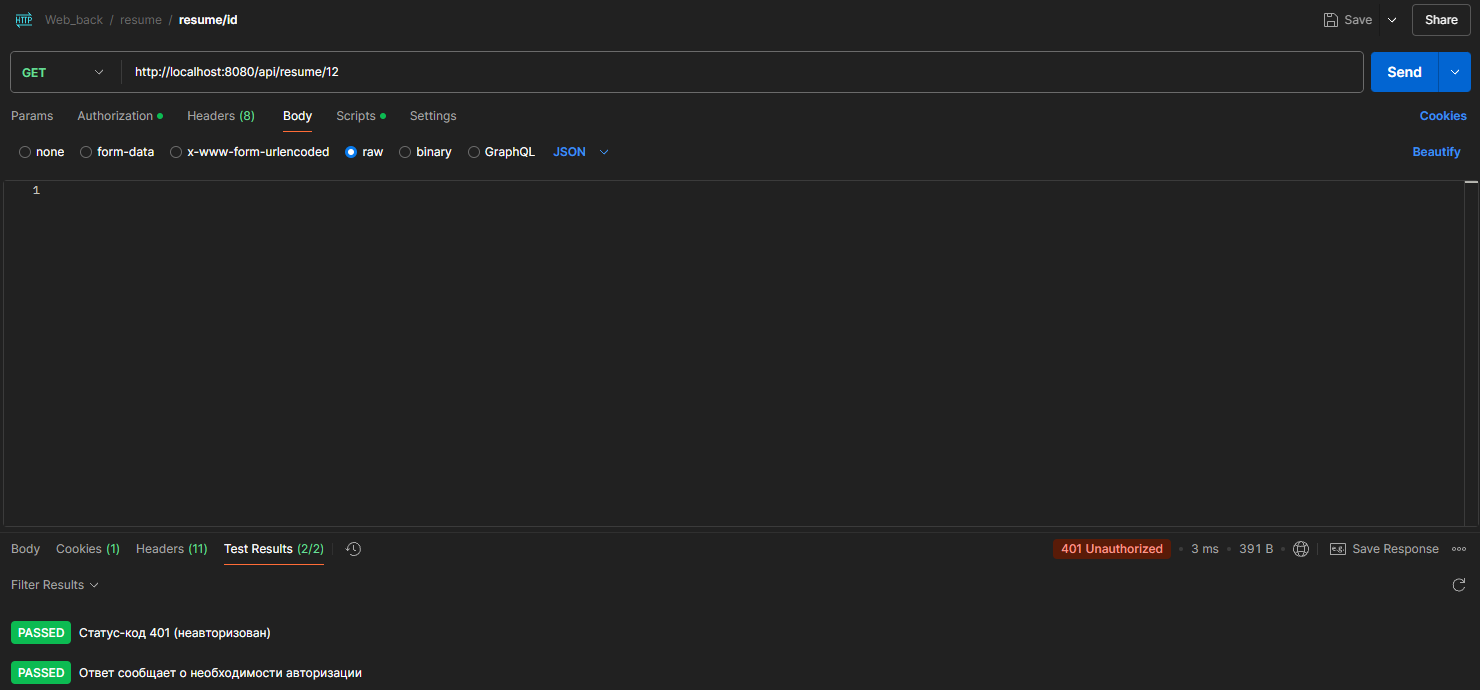 HTTP Web_back / resume / resume/id Save Share
GET http://localhost:8080/api/resume/12 Send
Params Authorization Headers (8) Body Scripts Settings Cookies
none form-data x-www-form-urlencoded raw binary GraphQL JSON Beautify
1
Body Cookies (1) Headers (11) Test Results (2/2) 401 Unauthorized 3 ms 391 B e.g. Save Response
Filter Results
PASSED Статус-код 401 (неавторизован)
PASSED Ответ сообщает о необходимости авторизации